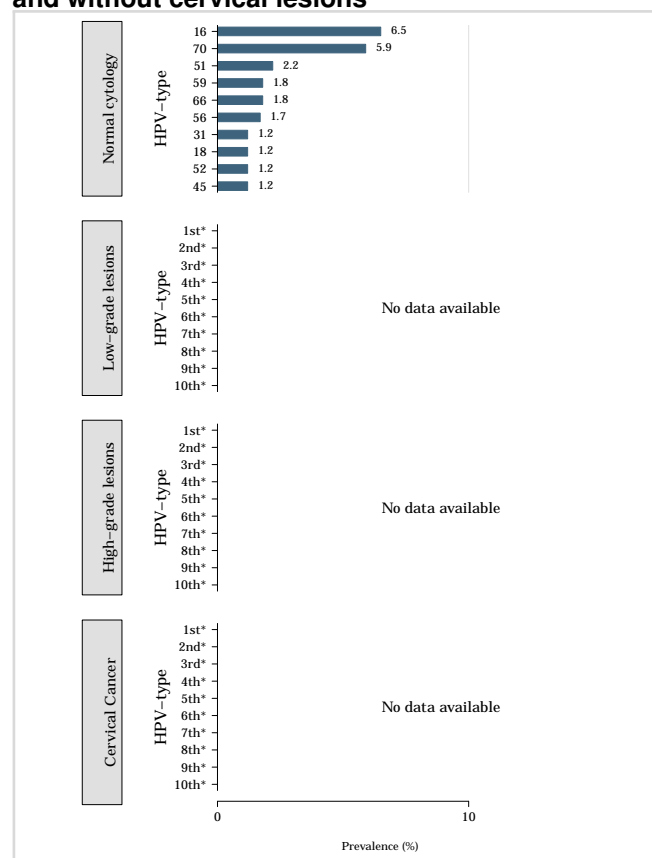 and without cervical lesions
Normal cytology
HPV−type
16 6.5
70 5.9
51 2.2
59 1.8
66 1.8
56 1.7
31 1.2
18 1.2
52 1.2
45 1.2
Low−grade lesions
HPV−type
1st*
2nd*
3rd*
4th*
5th*
6th*
7th*
8th*
9th*
10th*
No data available
High−grade lesions
HPV−type
1st*
2nd*
3rd*
4th*
5th*
6th*
7th*
8th*
9th*
10th*
No data available
Cervical Cancer
HPV−type
1st*
2nd*
3rd*
4th*
5th*
6th*
7th*
8th*
9th*
10th*
No data available
0 10
Prevalence (%)